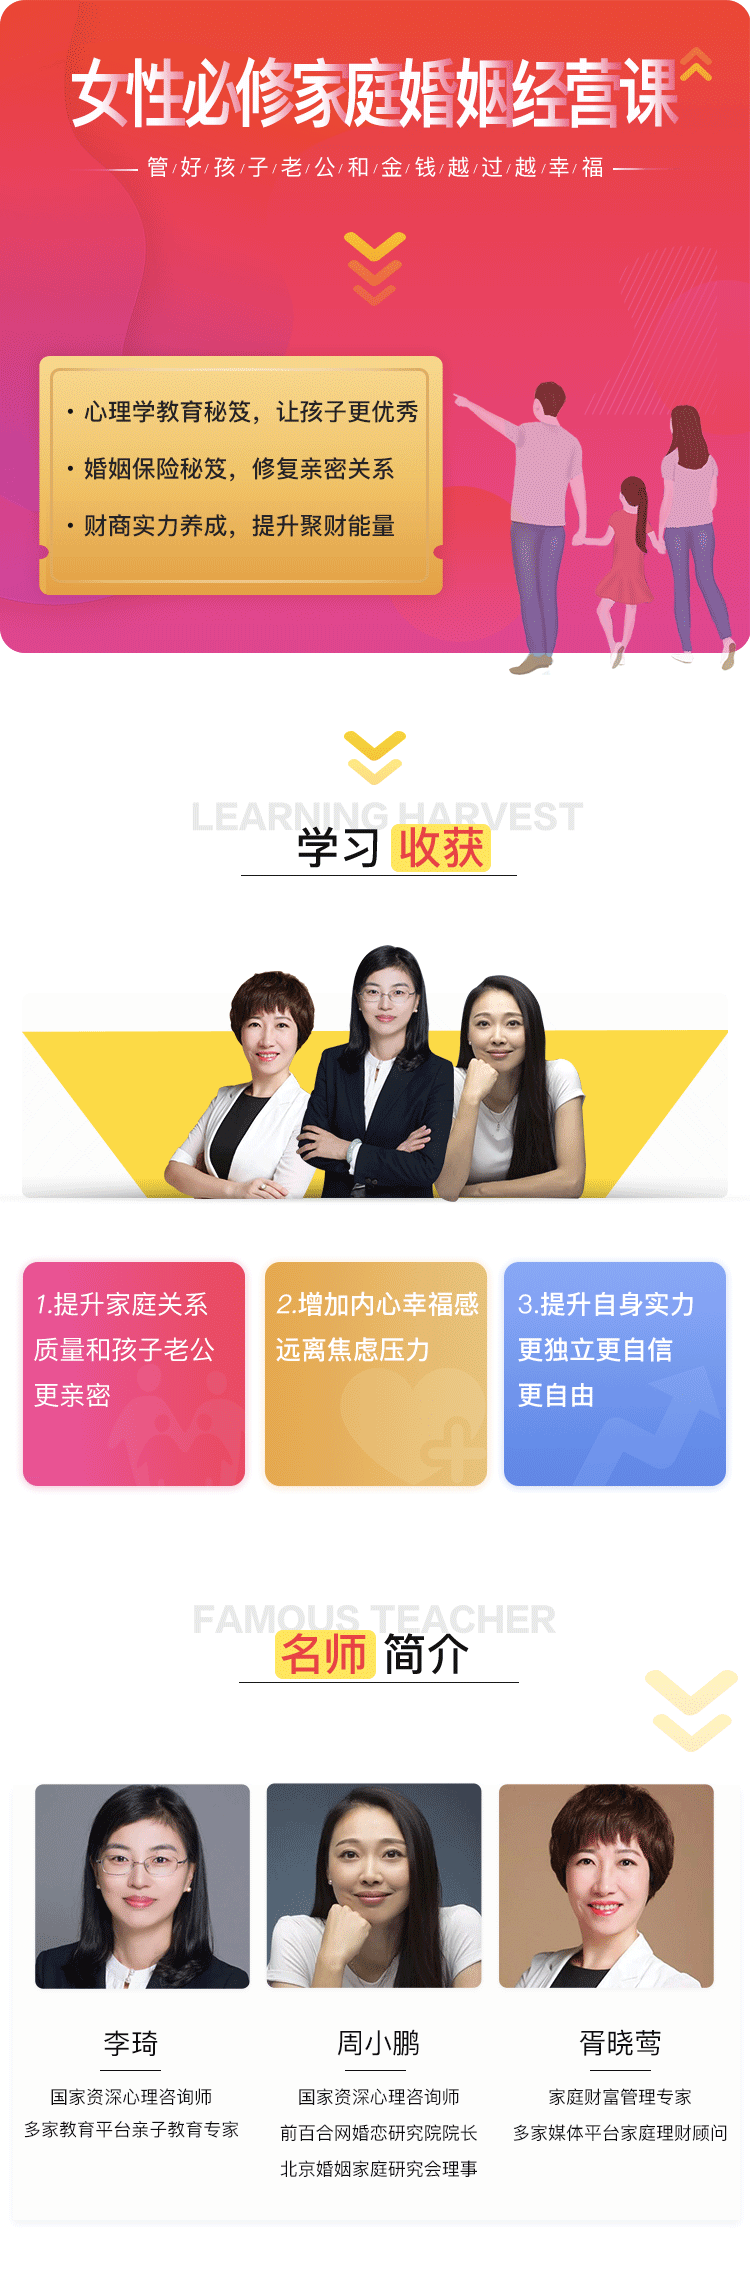 女性必修家庭婚姻经营课
管/好/孩/子/老/公/和/金/钱/越/过/越/幸/福
· 心理学教育秘笈，让孩子更优秀
· 婚姻保险秘笈，修复亲密关系
· 财商实力养成，提升聚财能量
LEARNING HARVEST
学习 收获
1.提升家庭关系
质量和孩子老公
更亲密
2.增加内心幸福感
远离焦虑压力
3.提升自身实力
更独立更自信
更自由
FAMOUS TEACHER
名师 简介
李琦
国家资深心理咨询师
多家教育平台亲子教育专家
周小鹏
国家资深心理咨询师
前百合网婚恋研究院院长
北京婚姻家庭研究会理事
胥晓莺
家庭财富管理专家
多家媒体平台家庭理财顾问